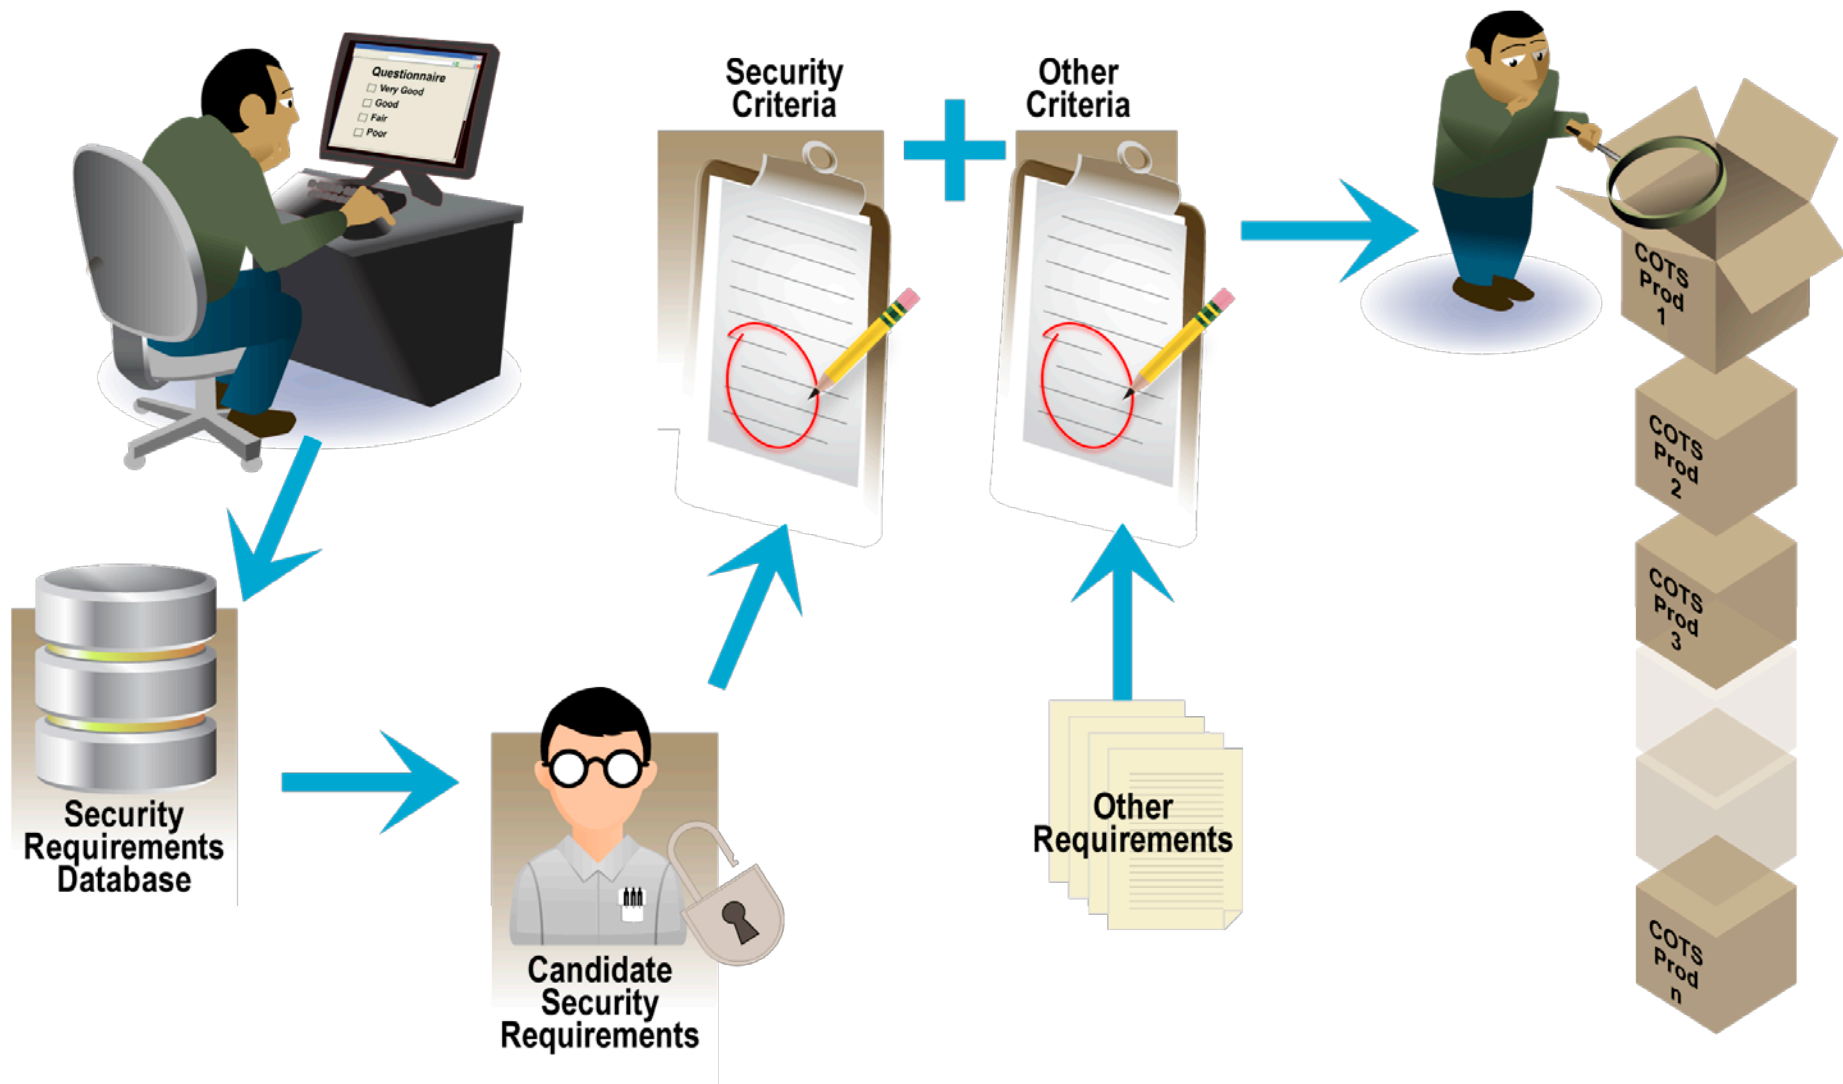 Questionnaire
Very Good
Good
Fair
Poor
Security
Criteria
Other
Criteria
COTS
Prod
1
COTS
Prod
2
COTS
Prod
3
COTS
Prod
n
Security
Requirements
Database
Candidate
Security
Requirements
Other
Requirements